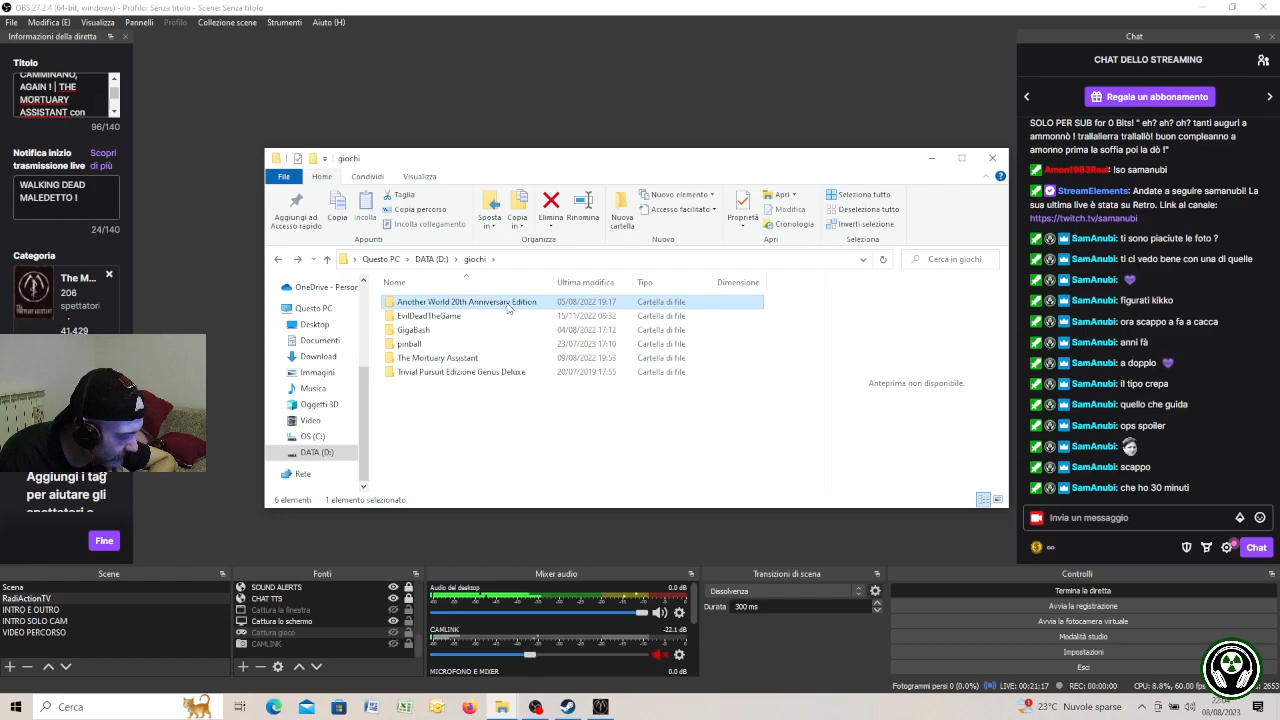 OBS 27.2.4 (64-bit, windows) - Profilo: Senza titolo - Scene: Senza titolo
File Modifica (E) Visualizza Pannelli Profilo Collezione scene Strumenti Aiuto (H)
Informazioni della diretta
Titolo
CAMMINANO,
AGAIN ! | THE
MORTUARY
ASSISTANT con
96/140
Notifica inizio
trasmissione live
Scopri
di più
WALKING DEAD
MALEDETTO !
24/140
Categoria
The M...
206
spettatori
41,429
Aggiungi i tag
per aiutare gli
spettatori a
Fine
giochi
File Home Condividi Visualizza
Aggiungi ad
Accesso rapido
Copia
Incolla
Taglia
Copia percorso
Incolla collegamento
Appunti
Sposta
in
Copia
in
Elimina
Rinomina
Organizza
Nuova
cartella
Nuovo elemento
Accesso facilitato
Nuovo
Proprietà
Apri
Modifica
Cronologia
Apri
Seleziona tutto
Deseleziona tutto
Inverti selezione
Seleziona
Questo PC > DATA (D:) > giochi >
Cerca in giochi
Nome Ultima modifica Tipo Dimensione
OneDrive - Person
Questo PC
Desktop
Documenti
Download
Immagini
Musica
Oggetti 3D
Video
OS (C:)
DATA (D:)
Rete
Another World 20th Anniversary Edition 05/08/2022 19:17 Cartella di file
EvilDeadTheGame 15/11/2022 08:32 Cartella di file
GigaBash 04/08/2022 17:12 Cartella di file
pinball 23/07/2023 17:10 Cartella di file
The Mortuary Assistant 09/08/2022 19:53 Cartella di file
Trivial Pursuit Edizione Genus Deluxe 20/07/2019 17:55 Cartella di file
Anteprima non disponibile.
6 elementi 1 elemento selezionato
Chat
CHAT DELLO STREAMING
Regala un abbonamento
SOLO PER SUB for 0 Bits! " eh? ah? oh? tanti auguri a
ammonò ! trallalerra trallalò! buon compleanno a
ammonò prima la soffia poi la dò !"
Amon1983Real: !so samanubi
StreamElements: Vai a seguire samanubi! La
sua ultima live è stata su Retro. Link al canale:
https://twitch.tv/samanubi
SamAnubi: ti sono piaciute le foto ?
SamAnubi: ti ci vedo con una di quelle
SamAnubi:
SamAnubi: figurati kikko
SamAnubi: ora scappo a fa e cacca
SamAnubi: anni fà
SamAnubi: a doppIo
SamAnubi: il tipo crepa
SamAnubi: quello che guida
SamAnubi: ops spoiler
SamAnubi:
SamAnubi: scappo
SamAnubi: che ho 30 minuti
Invia un messaggio
Chat
Scene
Scena
RadiActionTV
INTRO E OUTRO
INTRO SOLO CAM
VIDEO PERCORSO
Fonti
SOUND ALERTS
CHAT TTS
Cattura la finestra
Cattura lo schermo
Cattura gioco
CAMLINK
Mixer audio
Audio del desktop 0.0 dB
CAMLINK -22.1 dB
MICROFONO E MIXER 0.0 dB
Transizioni di scena
Dissolvenza
Durata 300 ms
Controlli
Termina la diretta
Avvia la registrazione
Avvia la fotocamera virtuale
Modalità studio
Impostazioni
Esci
Fotogrammi persi 0 (0.0%) LIVE: 00:21:17 REC: 00:00:00 CPU: 8.8%, 60.00 fps
2653
Cerca
23°C Nuvole sparse
08/08/2023